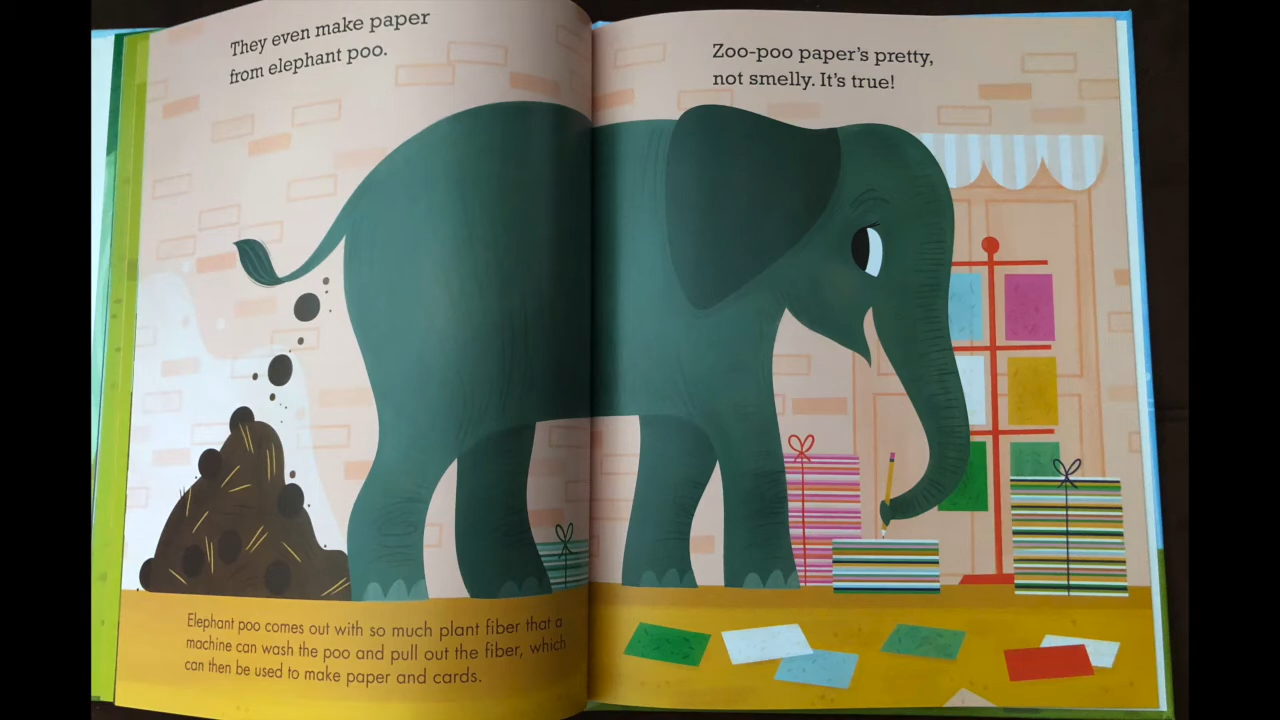 They even make paper
from elephant poo.
Zoo-poo paper's pretty,
not smelly. It's true!
Elephant poo comes out with so much plant fiber that a
machine can wash the poo and pull out the fiber, which
can then be used to make paper and cards.